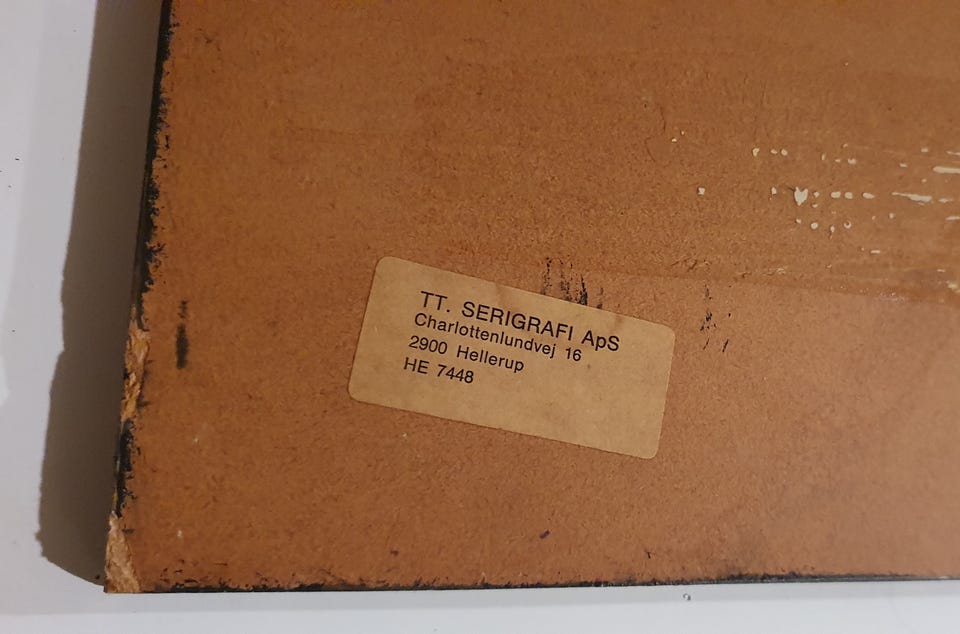 TT. SERIGRAFI ApS
Charlottenlundvej 16
2900 Hellerup
HE 7448